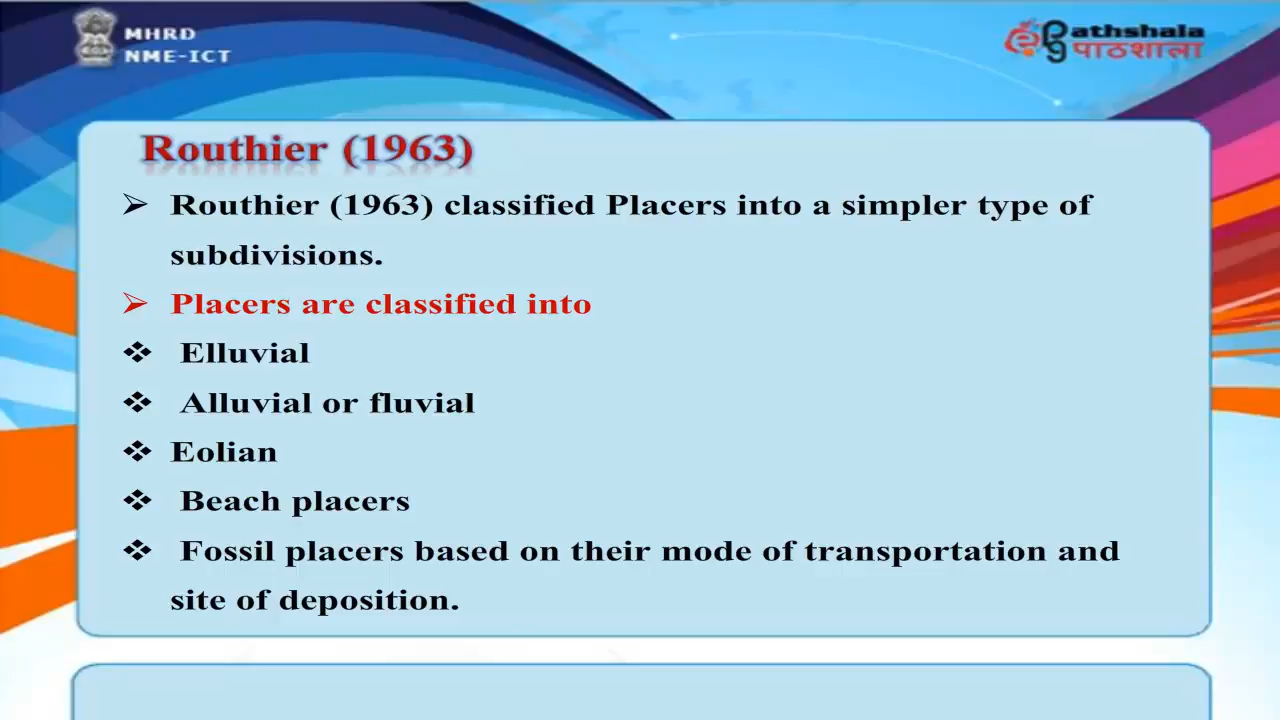 MHRD
NME-ICT
athshala
पाठशाला
Routhier (1963)
➢ Routhier (1963) classified Placers into a simpler type of
subdivisions.
➢ Placers are classified into
❖ Elluvial
❖ Alluvial or fluvial
❖ Eolian
❖ Beach placers
❖ Fossil placers based on their mode of transportation and
site of deposition.